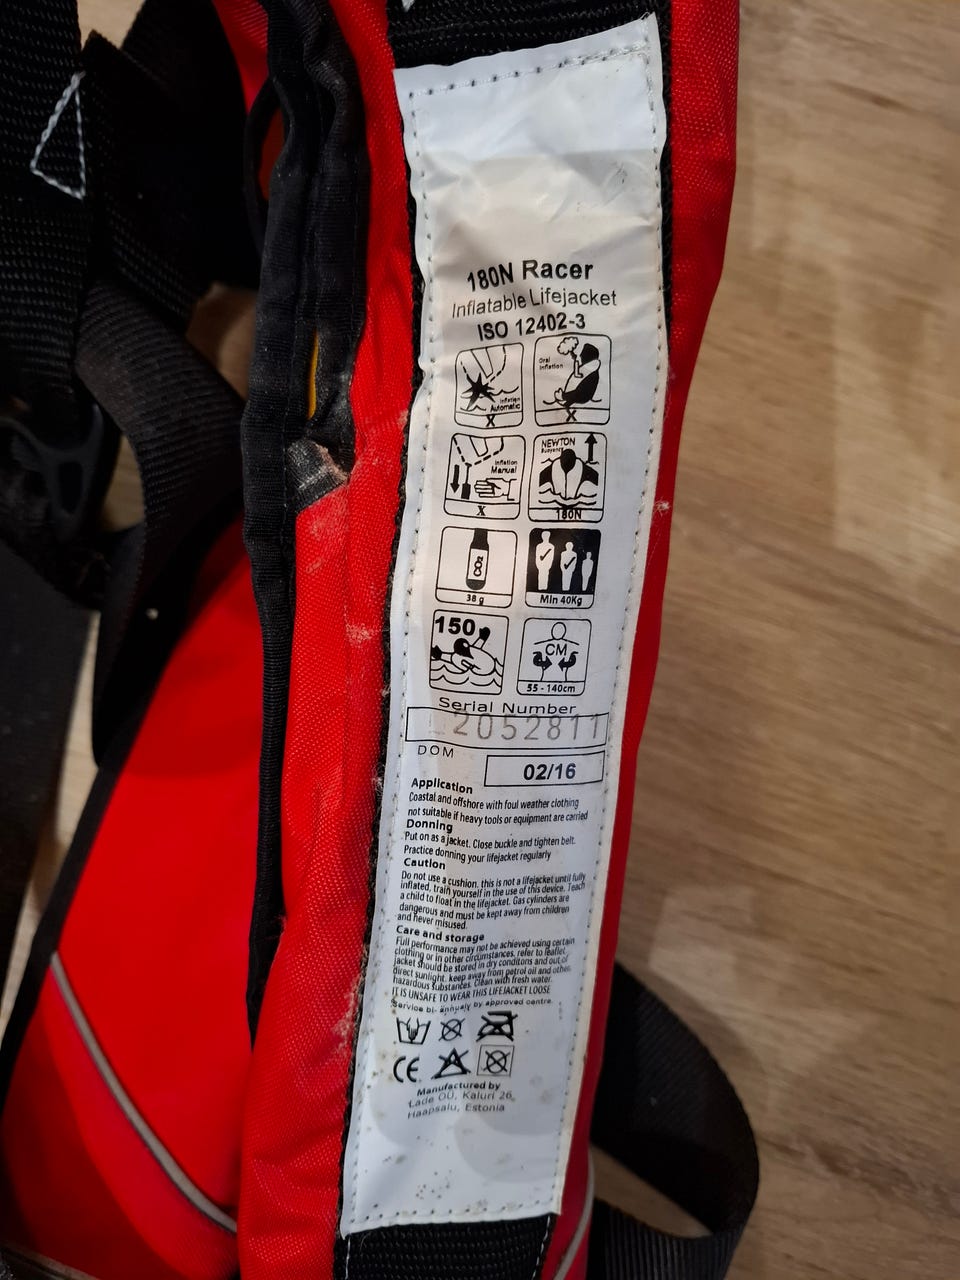 180N Racer
Inflatable Lifejacket
ISO 12402-3
Inflation
Automatic
X
Oral
Inflation
X
Inflation
Manual
X
NEWTON
Buoyancy
180N
CO2
38 g
Min 40Kg
150
CM
55 - 140cm
Serial Number
2052811
DOM
02/16
Application
Coastal and offshore with foul weather clothing
not suitable if heavy tools or equipment are carried
Donning
Put on as a jacket. Close buckle and tighten belt.
Practice donning your lifejacket regularly
Caution
Do not use a cushion. this is not a lifejacket until fully
inflated, train yourself in the use of this device. Teach
a child to float in the lifejacket. Gas cylinders are
dangerous and must be kept away from children
and never misused.
Care and storage
Full performance may not be achieved using certain
clothing or in other circumstances. refer to leaflet
jacket should be stored in dry conditons and out of
direct sunlight. keep away from petrol oil and other
hazardous substances. Clean with fresh water.
IT IS UNSAFE TO WEAR THIS LIFEJACKET LOOSE
Service bi- annualy by approved centre.
CE
Manufactured by
Lade OÜ, Kaluri 26,
Haapsalu, Estonia